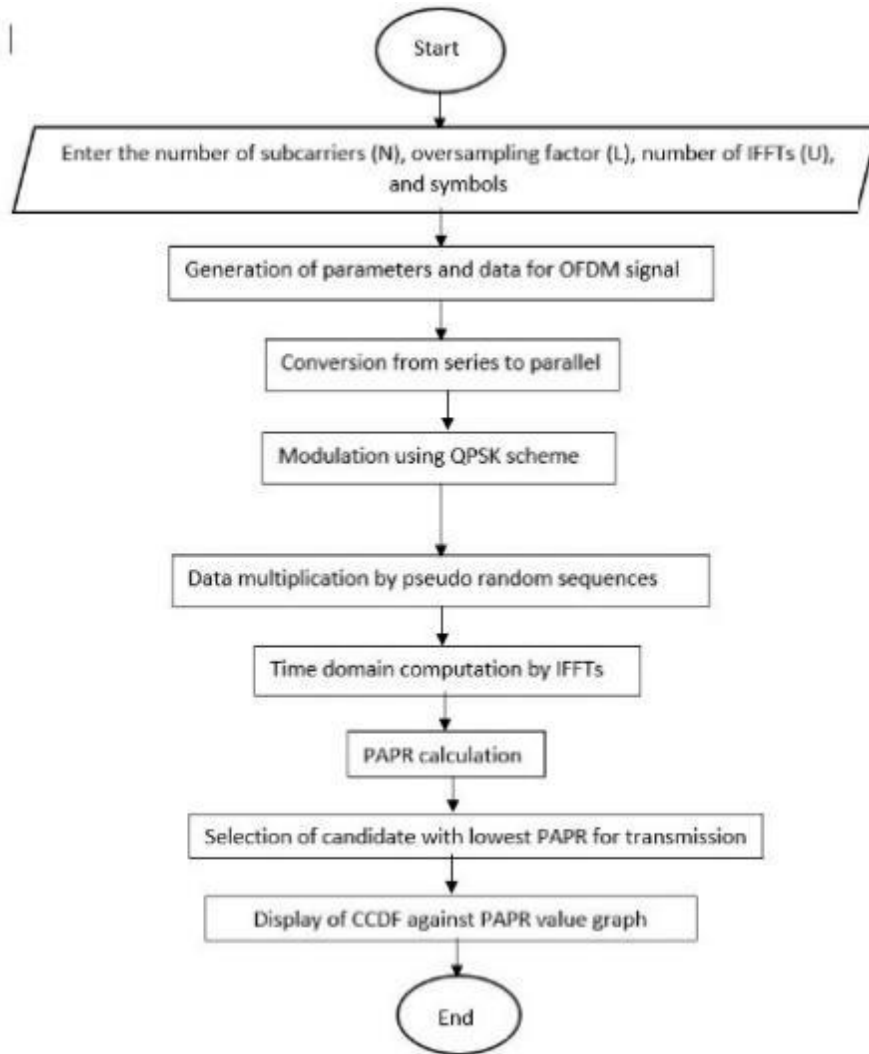 Start
Enter the number of subcarriers (N), oversampling factor (L), number of IFFTs (U),
and symbols
Generation of parameters and data for OFDM signal
Conversion from series to parallel
Modulation using QPSK scheme
Data multiplication by pseudo random sequences
Time domain computation by IFFTs
PAPR calculation
Selection of candidate with lowest PAPR for transmission
Display of CCDF against PAPR value graph
End